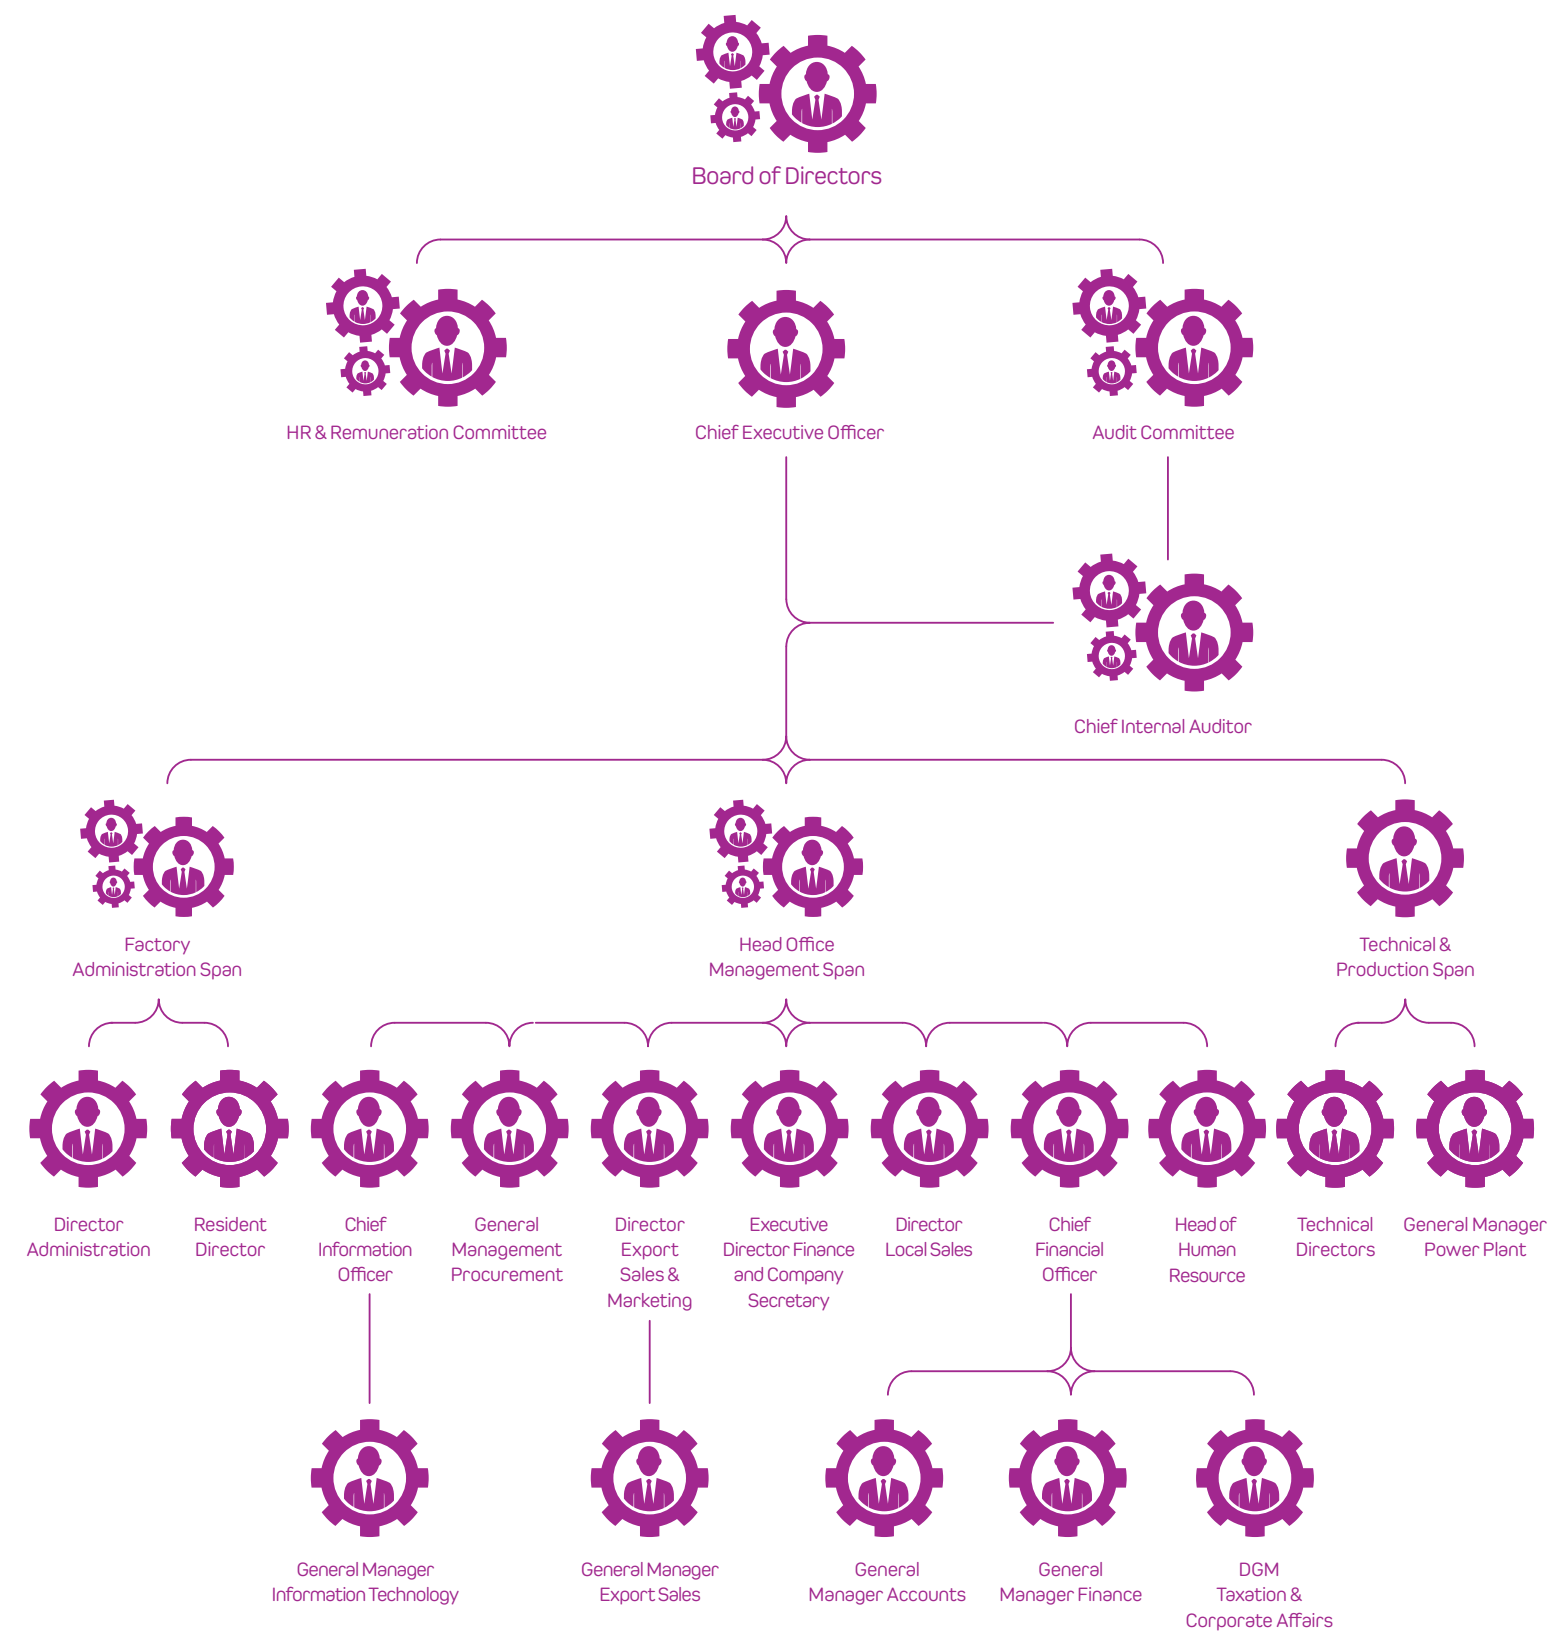 Board of Directors
HR & Remuneration Committee
Chief Executive Officer
Audit Committee
Chief Internal Auditor
Factory
Administration Span
Head Office
Management Span
Technical &
Production Span
Director
Administration
Resident
Director
Chief
Information
Officer
General
Management
Procurement
Director
Export
Sales &
Marketing
Executive
Director Finance
and Company
Secretary
Director
Local Sales
Chief
Financial
Officer
Head of
Human
Resource
Technical
Directors
General Manager
Power Plant
General Manager
Information Technology
General Manager
Export Sales
General
Manager Accounts
General
Manager Finance
DGM
Taxation &
Corporate Affairs